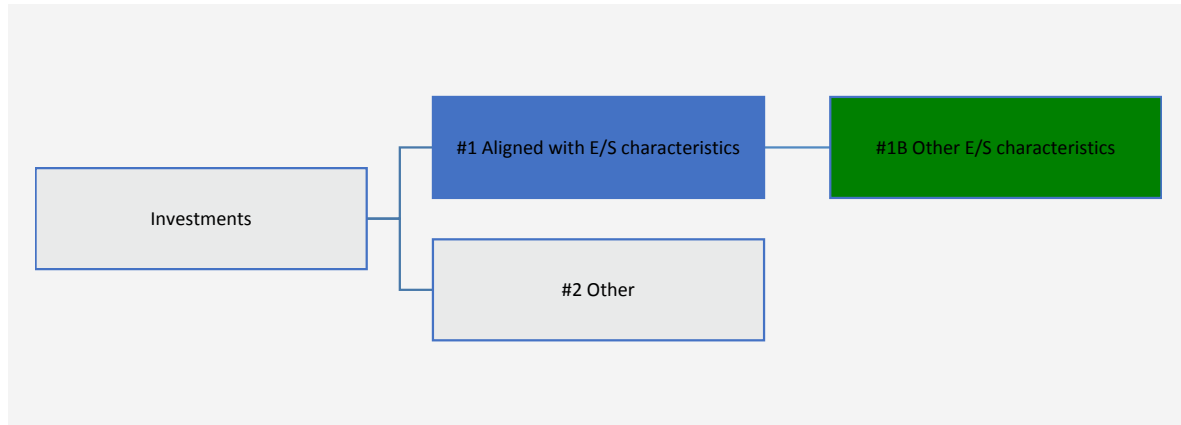 #1 Aligned with E/S characteristics
#1B Other E/S characteristics
Investments
#2 Other